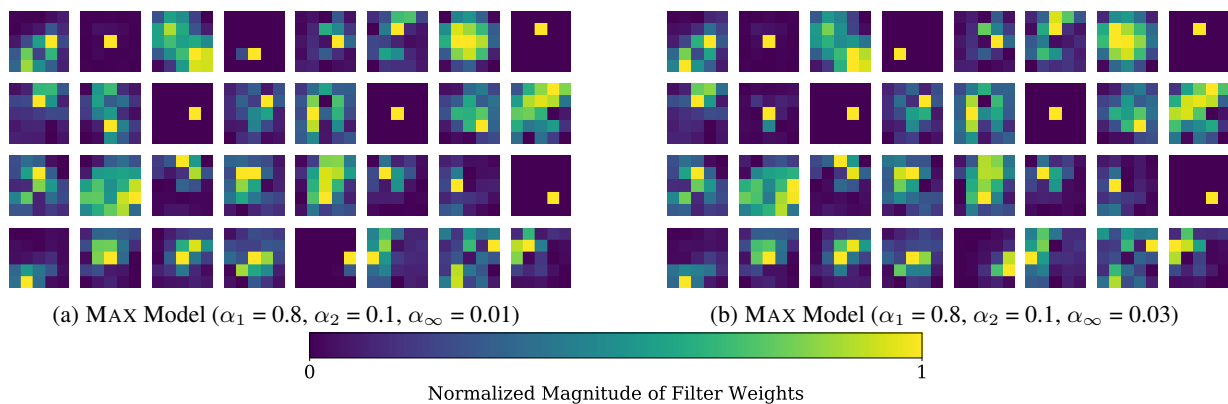 (a) MAX Model (α₁ = 0.8, α₂ = 0.1, α∞ = 0.01)
(b) MAX Model (α₁ = 0.8, α₂ = 0.1, α∞ = 0.03)
0 1
Normalized Magnitude of Filter Weights